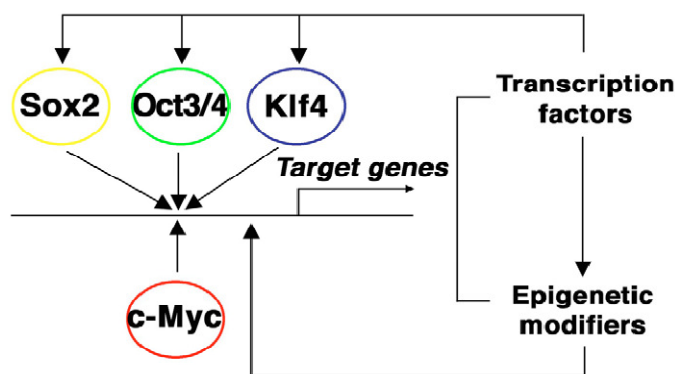 Sox2
Oct3/4
Klf4
Transcription
factors
Target genes
c-Myc
Epigenetic
modifiers